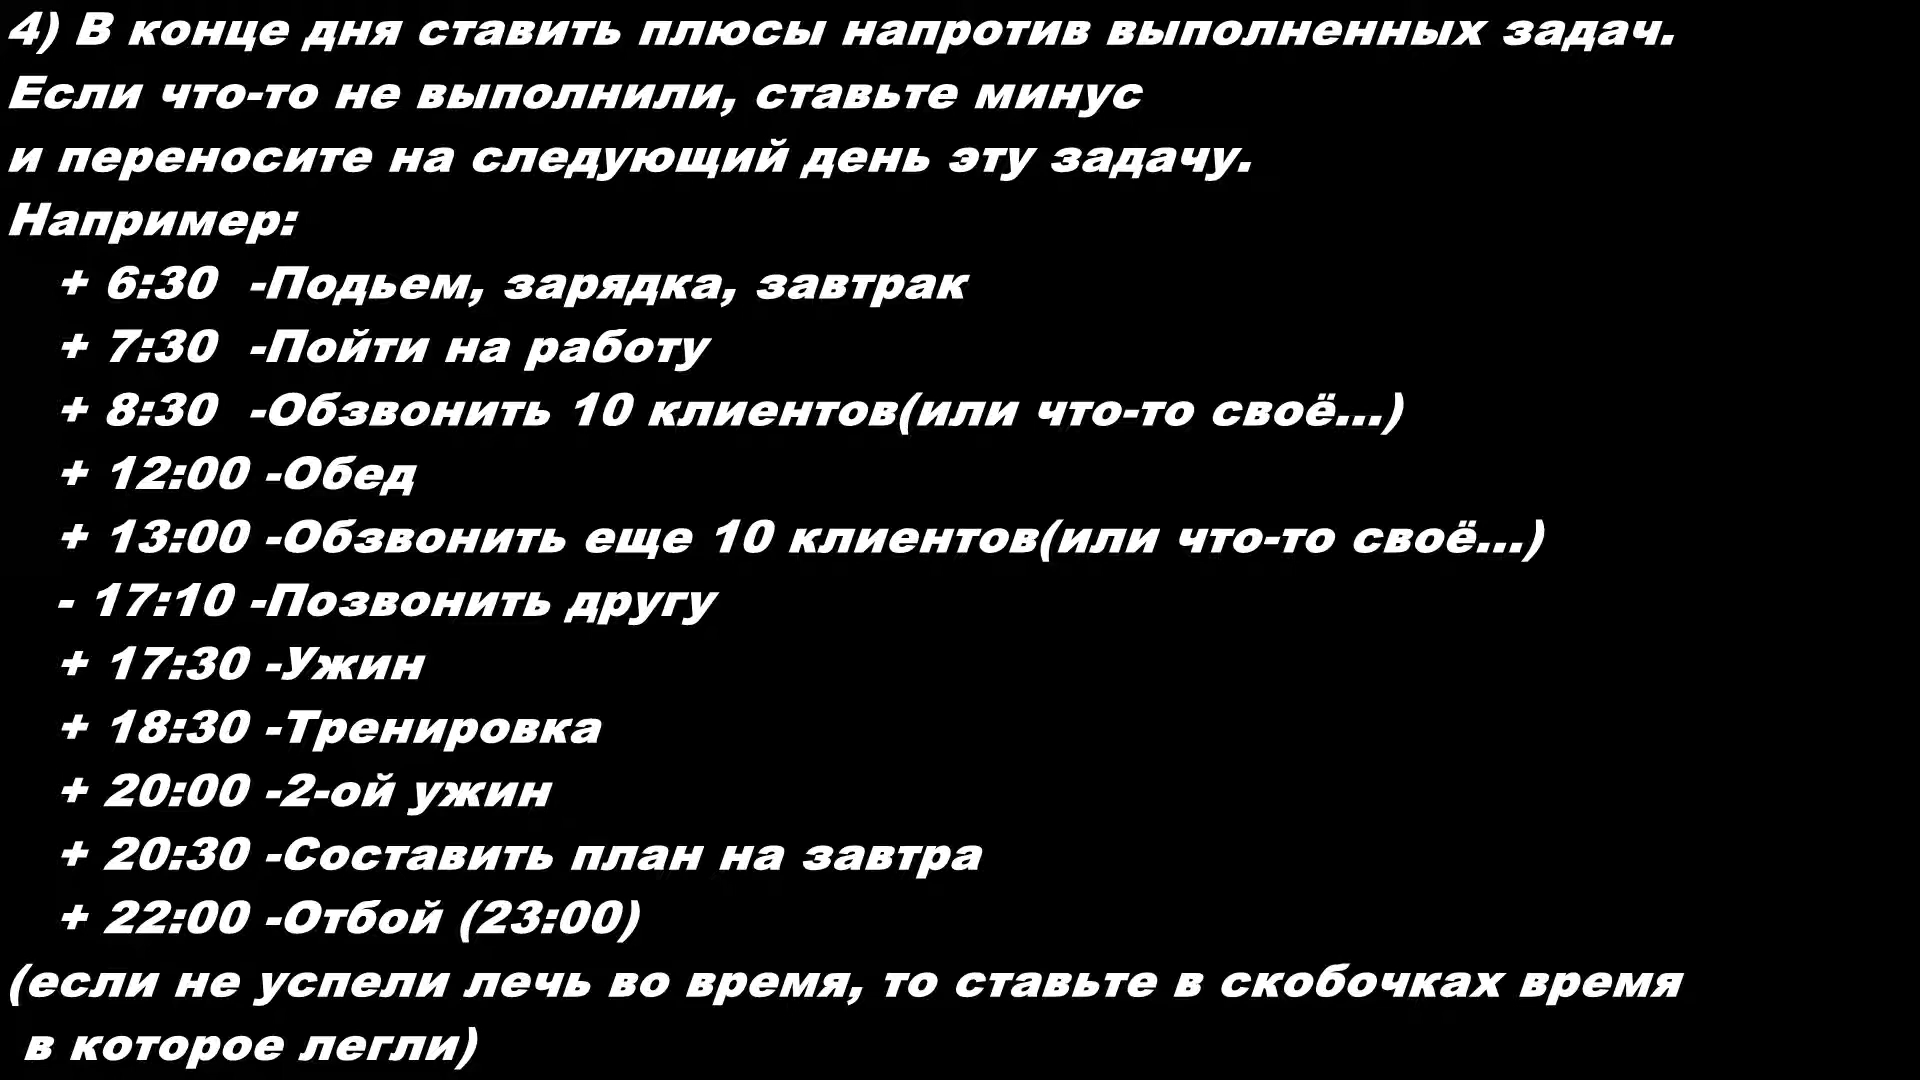 4) В конце дня ставить плюсы напротив выполненных задач.
Если что-то не выполнили, ставьте минус
и переносите на следующий день эту задачу.
Например:
+ 6:30 -Подьем, зарядка, завтрак
+ 7:30 -Пойти на работу
+ 8:30 -Обзвонить 10 клиентов(или что-то своё...)
+ 12:00 -Обед
+ 13:00 -Обзвонить еще 10 клиентов(или что-то своё...)
- 17:10 -Позвонить другу
+ 17:30 -Ужин
+ 18:30 -Тренировка
+ 20:00 -2-ой ужин
+ 20:30 -Составить план на завтра
+ 22:00 -Отбой (23:00)
(если не успели лечь во время, то ставьте в скобочках время
в которое легли)